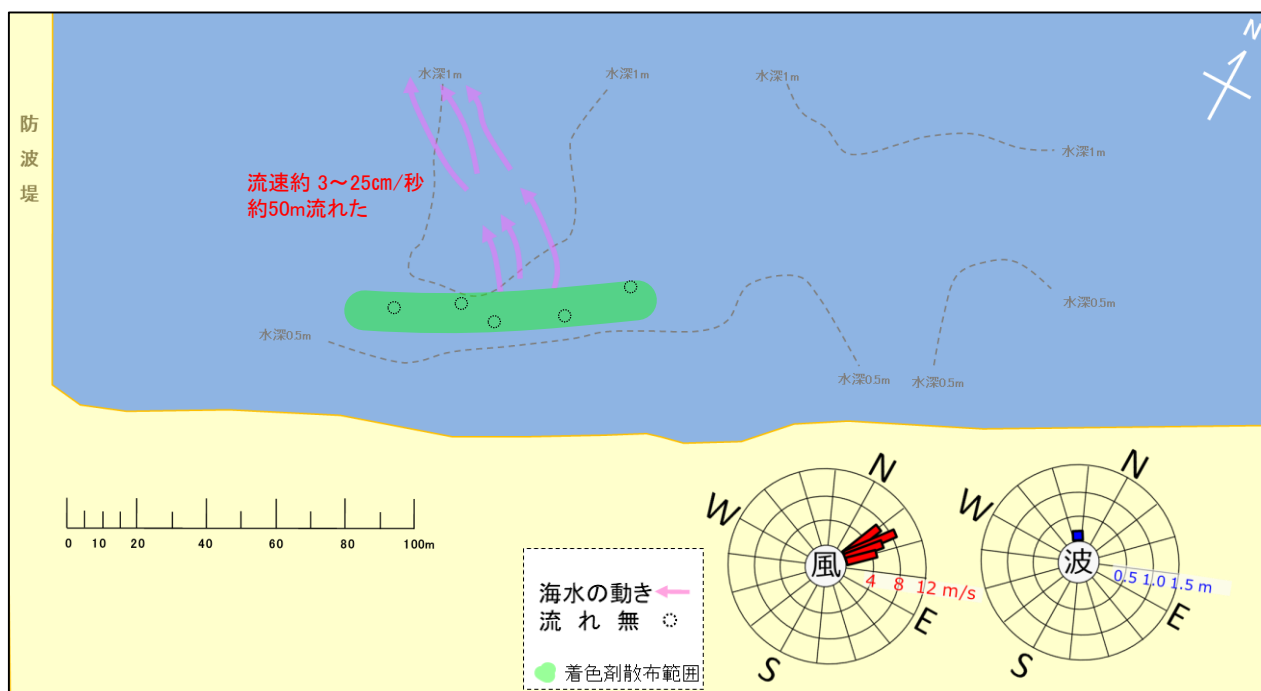 N
水深1m
水深1m
水深1m
防波堤
水深1m
流速約 3~25cm/秒
約50m流れた
水深0.5m
水深0.5m
水深0.5m
水深0.5m
0 10 20 40 60 80 100m
海水の動き
流れ無
着色剤散布範囲
N
W
風
4 8 12 m/s
E
S
N
W
波
0.5 1.0 1.5 m
E
S